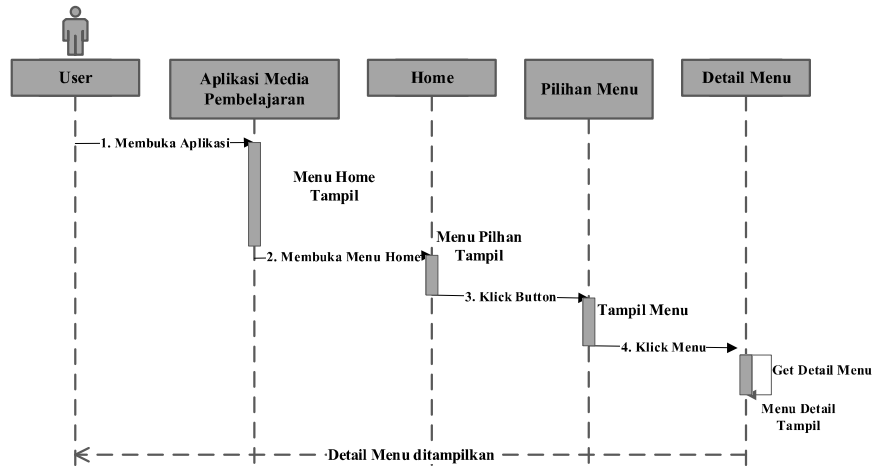 User
Aplikasi Media
Pembelajaran
Home
Pilihan Menu
Detail Menu
1. Membuka Aplikasi
Menu Home
Tampil
2. Membuka Menu Home
Menu Pilhan
Tampil
3. Klick Button
Tampil Menu
4. Klick Menu
Get Detail Menu
Menu Detail
Tampil
Detail Menu ditampilkan